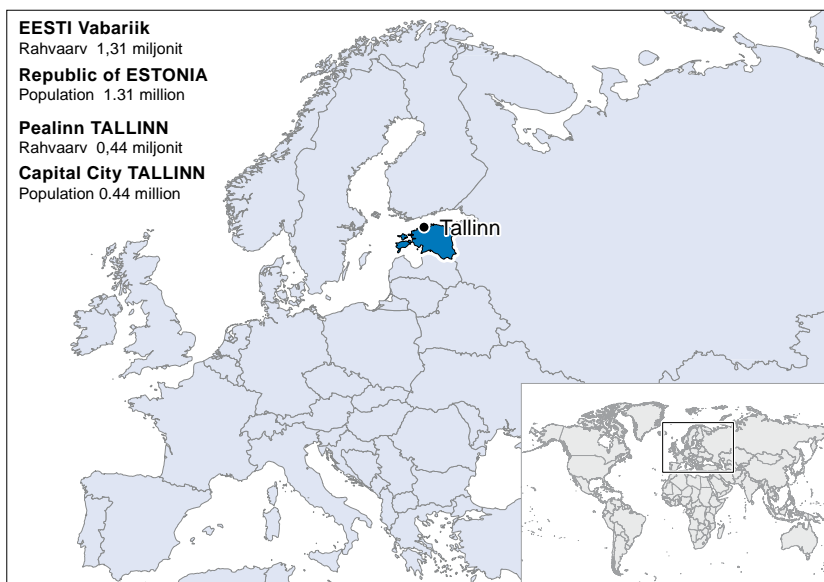 EESTI Vabariik
Rahvaarv 1,31 miljonit
Republic of ESTONIA
Population 1.31 million
Pealinn TALLINN
Rahvaarv 0,44 miljonit
Capital City TALLINN
Population 0.44 million
Tallinn